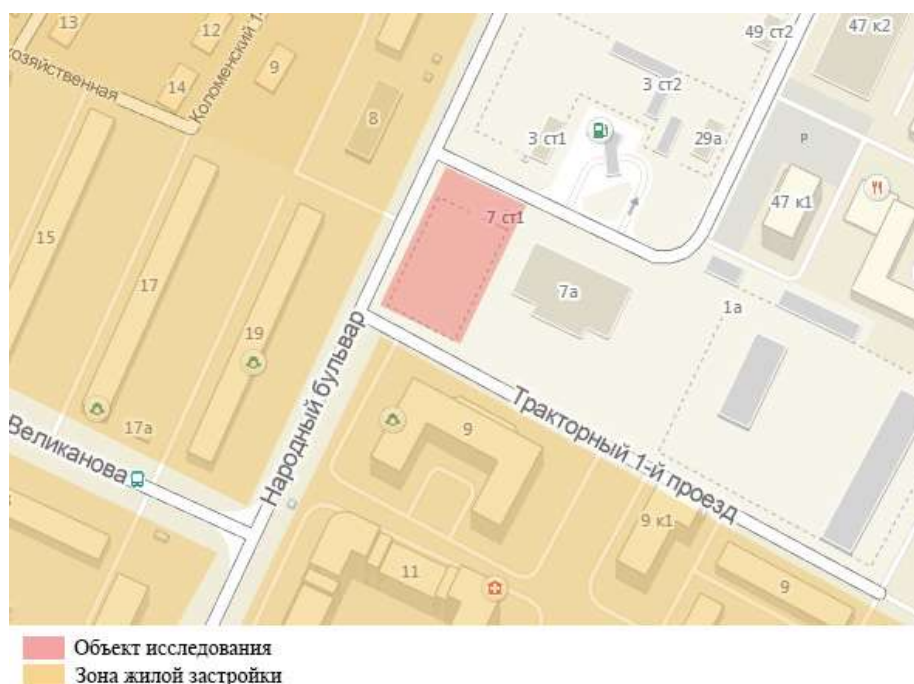 13
12
49 ст2
47 к2
хозяйственная
Коломенский 1-
9
14
8
3 ст2
3 ст1
29а
P
47 к1
7 ст1
15
17
7а
1а
19
Народный бульвар
Тракторный 1-й проезд
17а
Великанова
9
9 к1
11
9
Объект исследования
Зона жилой застройки